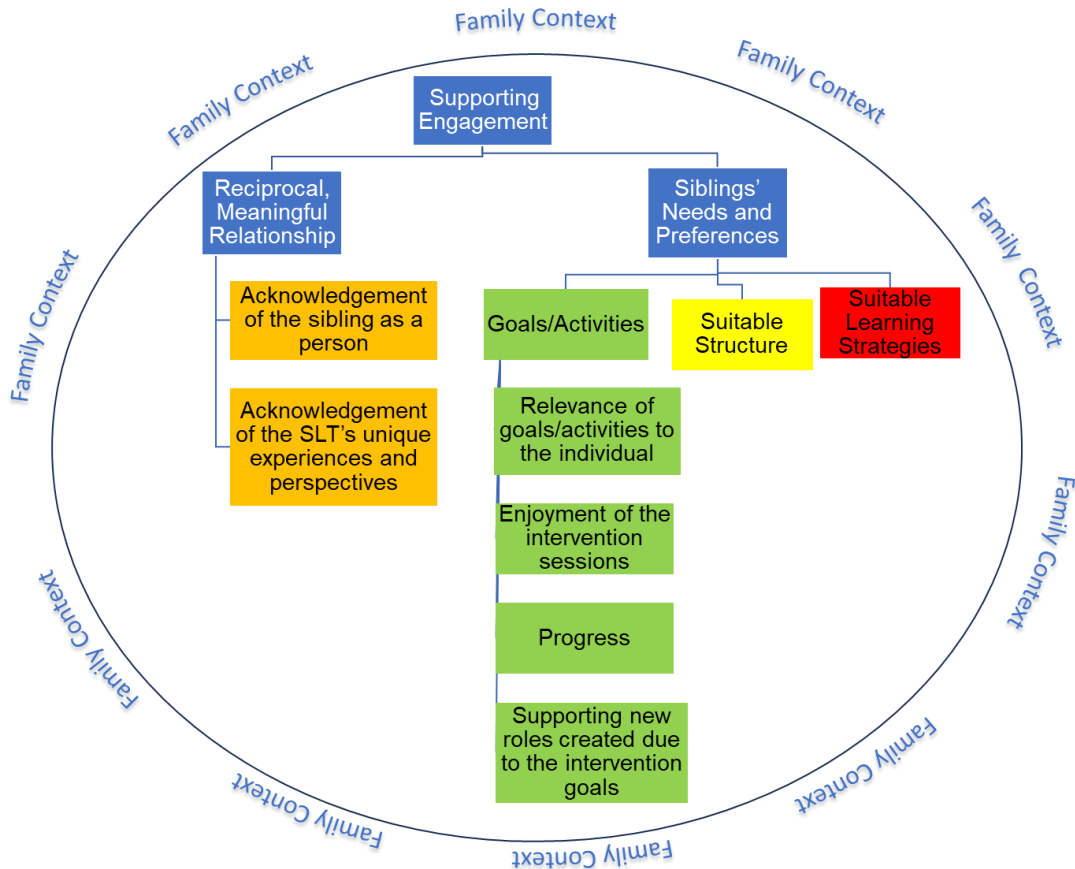 Family Context
Family Context
Family Context
Supporting
Engagement
Reciprocal,
Meaningful
Relationship
Siblings'
Needs and
Preferences
Family Context
Family Context
Acknowledgement
of the sibling as a
person
Goals/Activities
Suitable
Structure
Suitable
Learning
Strategies
Acknowledgement
of the SLT's unique
experiences and
perspectives
Relevance of
goals/activities to
the individual
Enjoyment of the
intervention
sessions
Family Context
Family Context
Progress
Supporting new
roles created due
to the intervention
goals
Family Context
Family Context
Family Context